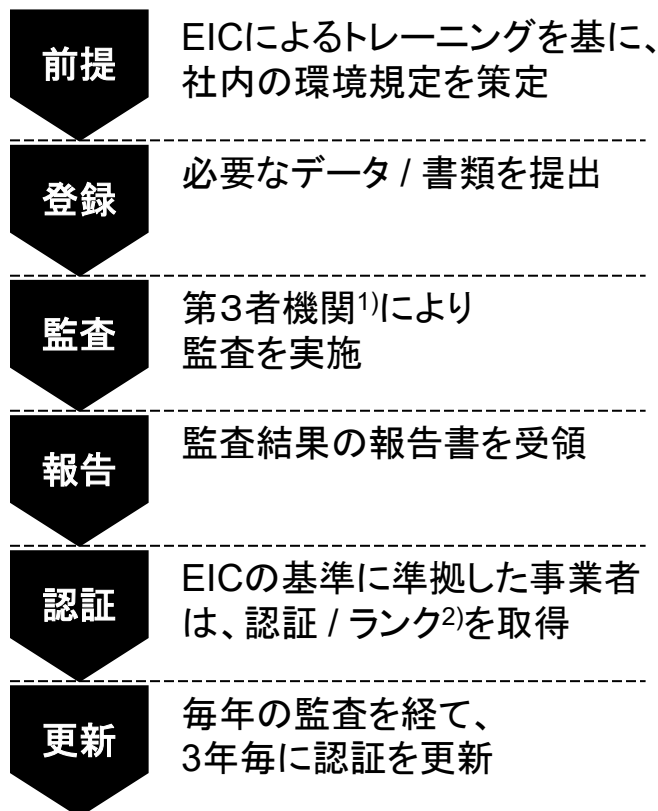 前提
EICによるトレーニングを基に、
社内の環境規定を策定
登録
必要なデータ / 書類を提出
監査
第3者機関1)により
監査を実施
報告
監査結果の報告書を受領
認証
EICの基準に準拠した事業者
は、認証 / ランク2)を取得
更新
毎年の監査を経て、
3年毎に認証を更新